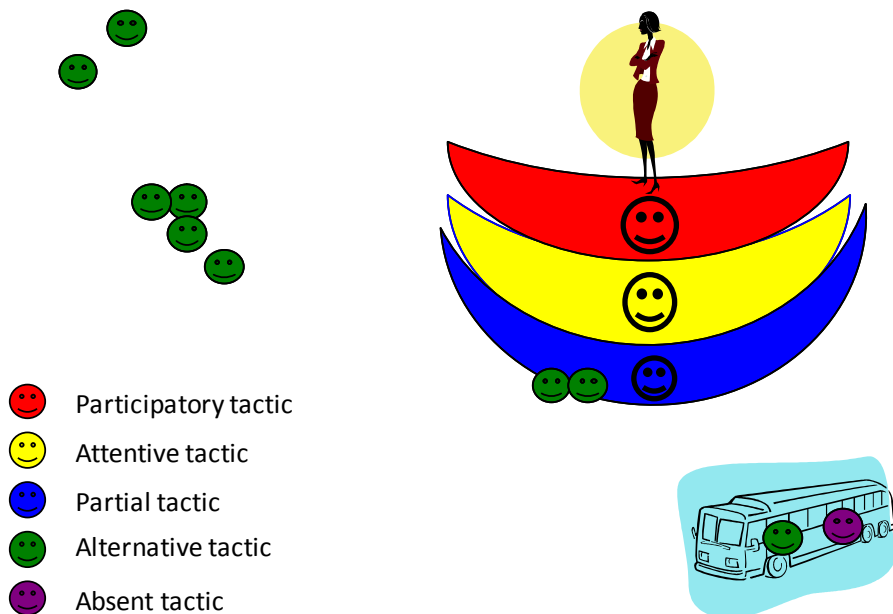 Participatory tactic
Attentive tactic
Partial tactic
Alternative tactic
Absent tactic